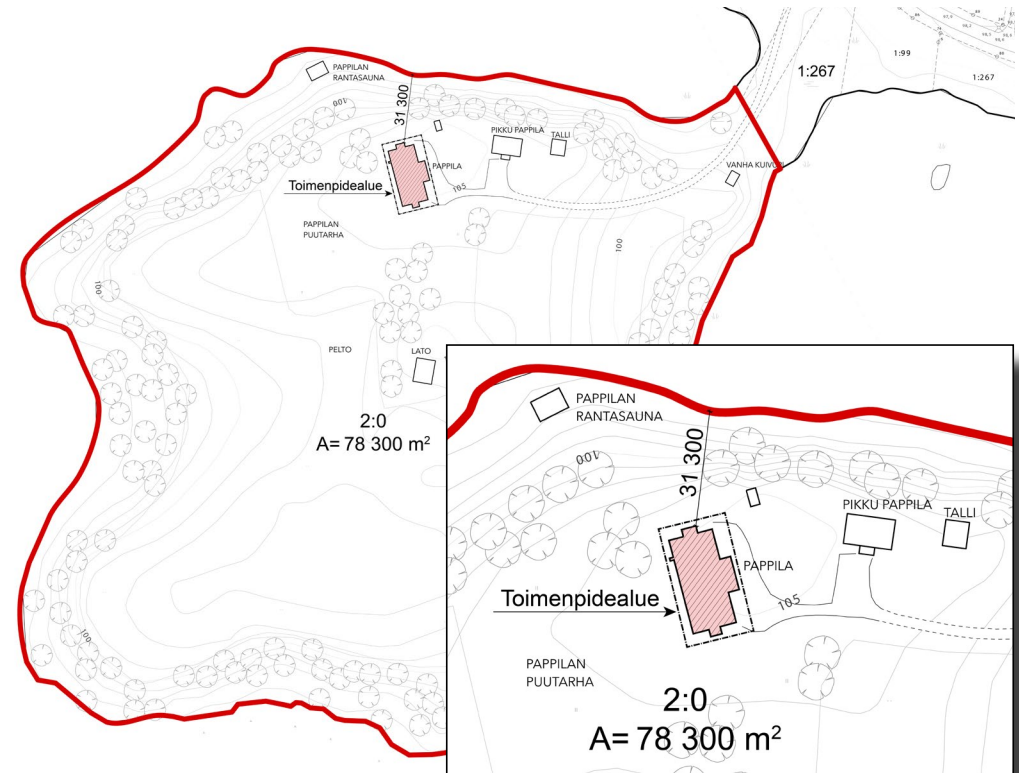 PAPPILAN
RANTASAUNA
100
31 300
PIKKU PAPPILA
TALLI
PAPPILA
Toimenpidealue
105
PAPPILAN
PUUTARHA
1:267
1:99
1:267
100
100
PELTO
LATO
2:0
A= 78 300 m²
100
PAPPILAN
RANTASAUNA
100
31 300
PIKKU PAPPILA
TALLI
PAPPILA
Toimenpidealue
105
PAPPILAN
PUUTARHA
2:0
A= 78 300 m²